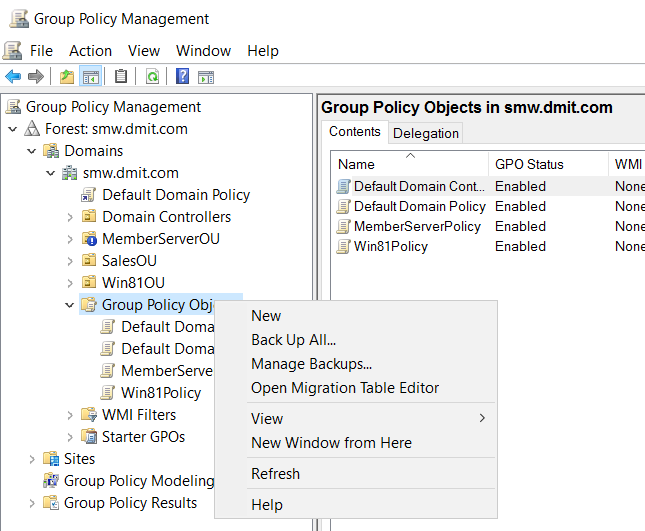 Group Policy Management
File Action View Window Help
Group Policy Management
Forest: smw.dmit.com
Domains
smw.dmit.com
Default Domain Policy
Domain Controllers
MemberServerOU
SalesOU
Win81OU
Group Policy Obj
Default Doma
Default Doma
MemberServe
Win81Policy
WMI Filters
Starter GPOs
Sites
Group Policy Modeling
Group Policy Results
New
Back Up All...
Manage Backups...
Open Migration Table Editor
View
New Window from Here
Refresh
Help
Group Policy Objects in smw.dmit.com
Contents Delegation
Name GPO Status WMI
Default Domain Cont... Enabled None
Default Domain Policy Enabled None
MemberServerPolicy Enabled None
Win81Policy Enabled None